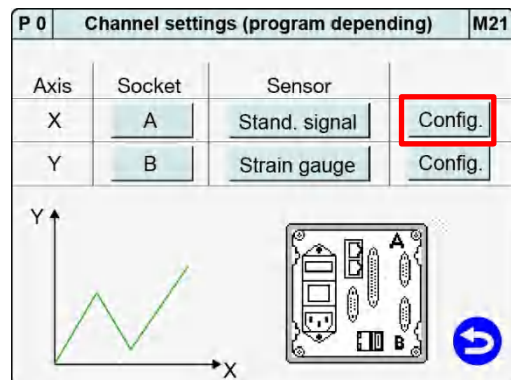 P 0 Channel settings (program depending) M21
Axis Socket Sensor
X A Stand. signal Config.
Y B Strain gauge Config.
Y
A
B
X